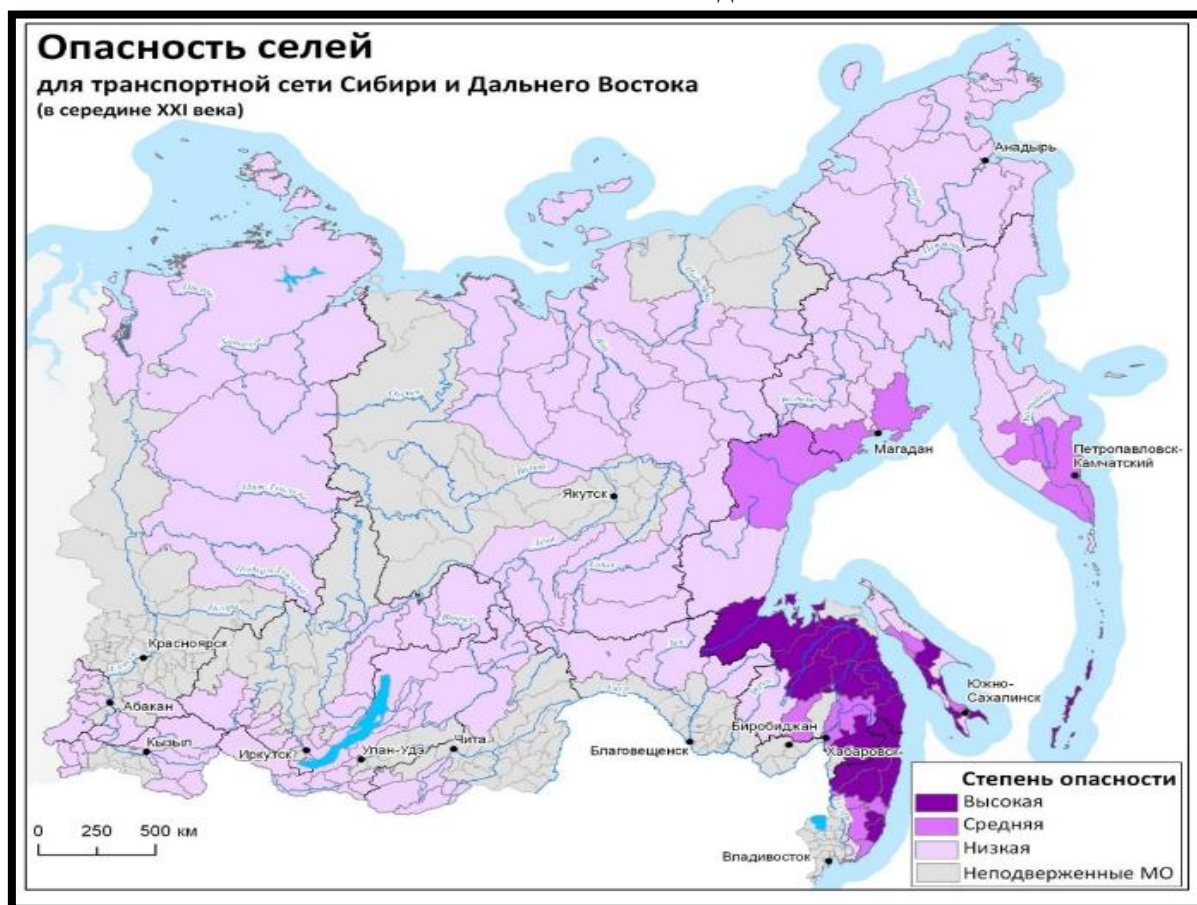 Опасность селей
для транспортной сети Сибири и Дальнего Востока
(в середине XXI века)
Анадырь
Магадан
Петропавловск-
Камчатский
Якутск
Красноярск
Абакан
Кызыл
Иркутск
Улан-Удэ
Чита
Благовещенск
Биробиджан
Хабаровск
Южно-
Сахалинск
Владивосток
0 250 500 км
Степень опасности
Высокая
Средняя
Низкая
Неподверженные МО